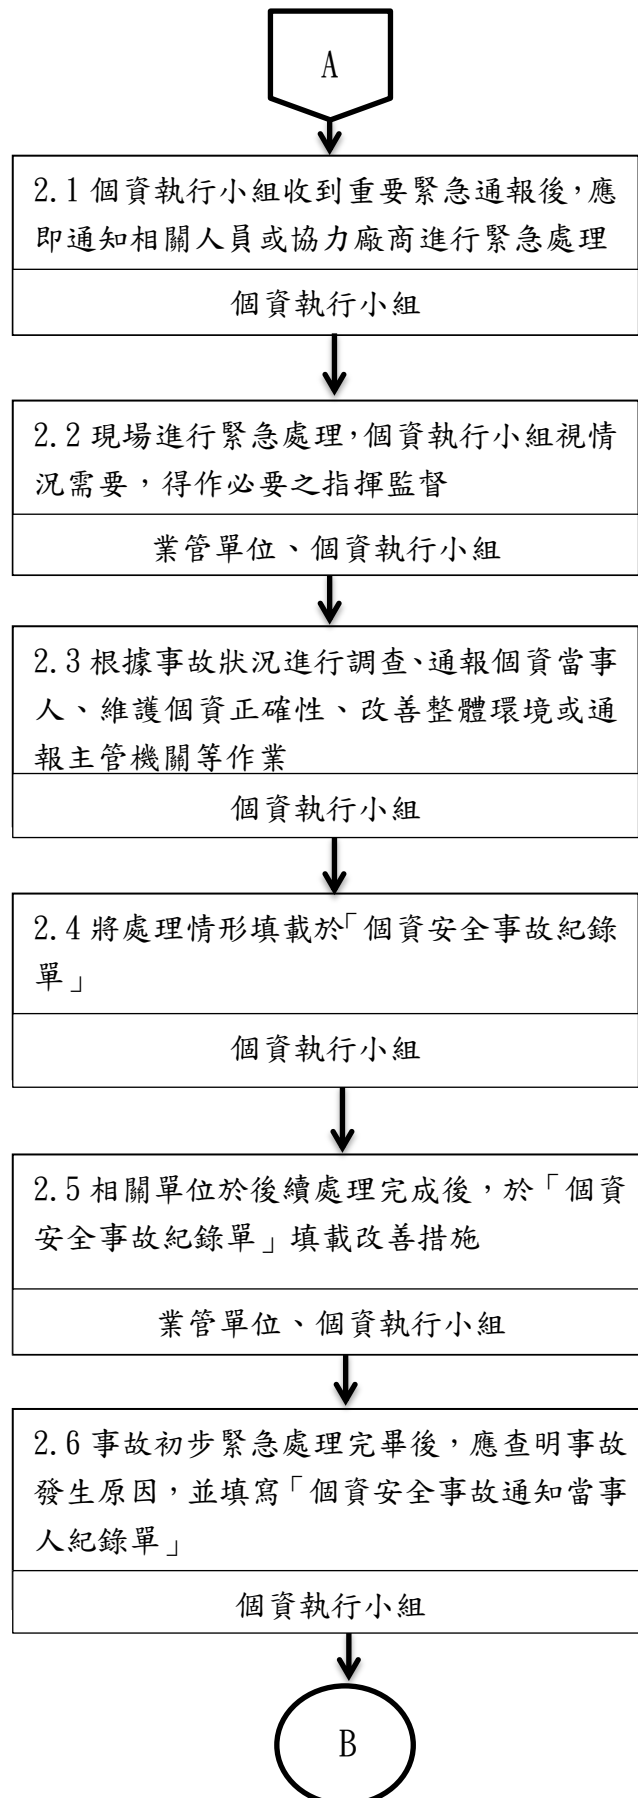 A
2.1 個資執行小組收到重要緊急通報後，應
即通知相關人員或協力廠商進行緊急處理
個資執行小組
2.2 現場進行緊急處理，個資執行小組視情
況需要，得作必要之指揮監督
業管單位、個資執行小組
2.3 根據事故狀況進行調查、通報個資當事
人、維護個資正確性、改善整體環境或通
報主管機關等作業
個資執行小組
2.4 將處理情形填載於「個資安全事故紀錄
單」
個資執行小組
2.5 相關單位於後續處理完成後，於「個資
安全事故紀錄單」填載改善措施
業管單位、個資執行小組
2.6 事故初步緊急處理完畢後，應查明事故
發生原因，並填寫「個資安全事故通知當事
人紀錄單」
個資執行小組
B